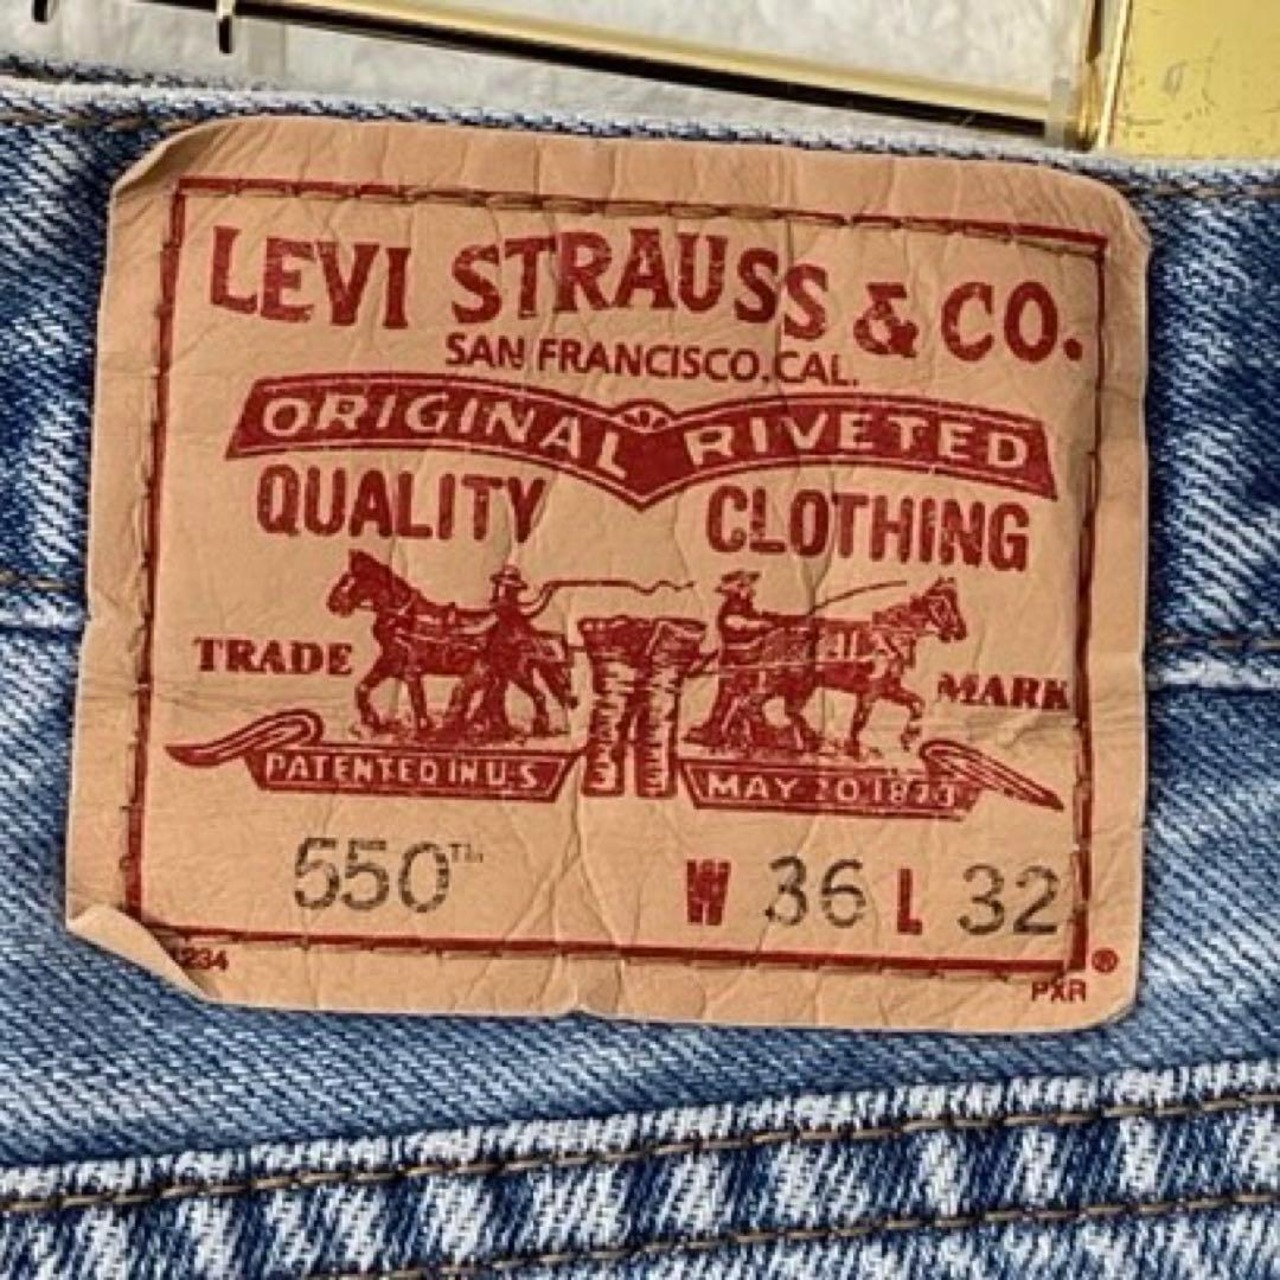 LEVI STRAUSS & CO.
SAN FRANCISCO, CAL.
ORIGINAL RIVETED
QUALITY CLOTHING
TRADE MARK
PATENTED IN U.S. MAY 20 1873
550™ W 36 L 32
®
PXR